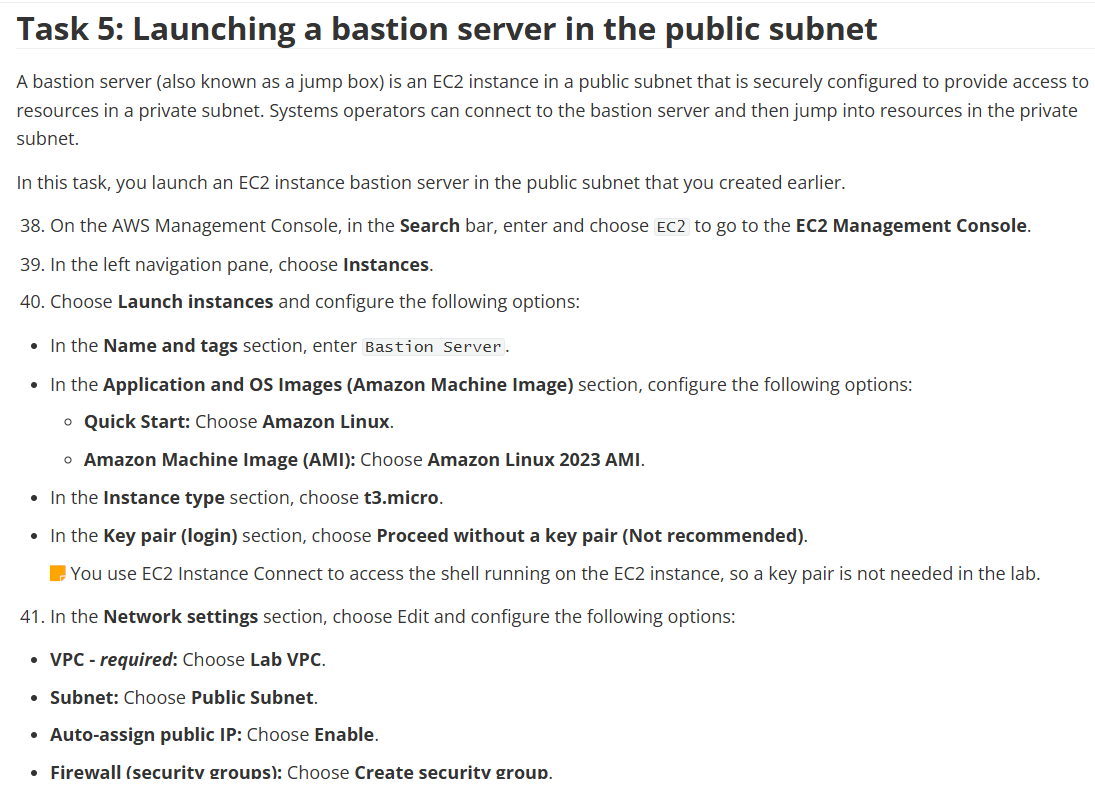 Task 5: Launching a bastion server in the public subnet
A bastion server (also known as a jump box) is an EC2 instance in a public subnet that is securely configured to provide access to
resources in a private subnet. Systems operators can connect to the bastion server and then jump into resources in the private
subnet.
In this task, you launch an EC2 instance bastion server in the public subnet that you created earlier.
38. On the AWS Management Console, in the Search bar, enter and choose EC2 to go to the EC2 Management Console.
39. In the left navigation pane, choose Instances.
40. Choose Launch instances and configure the following options:
• In the Name and tags section, enter Bastion Server.
• In the Application and OS Images (Amazon Machine Image) section, configure the following options:
◦ Quick Start: Choose Amazon Linux.
◦ Amazon Machine Image (AMI): Choose Amazon Linux 2023 AMI.
• In the Instance type section, choose t3.micro.
• In the Key pair (login) section, choose Proceed without a key pair (Not recommended).
You use EC2 Instance Connect to access the shell running on the EC2 instance, so a key pair is not needed in the lab.
41. In the Network settings section, choose Edit and configure the following options:
• VPC - required: Choose Lab VPC.
• Subnet: Choose Public Subnet.
• Auto-assign public IP: Choose Enable.
• Firewall (security groups): Choose Create security group.